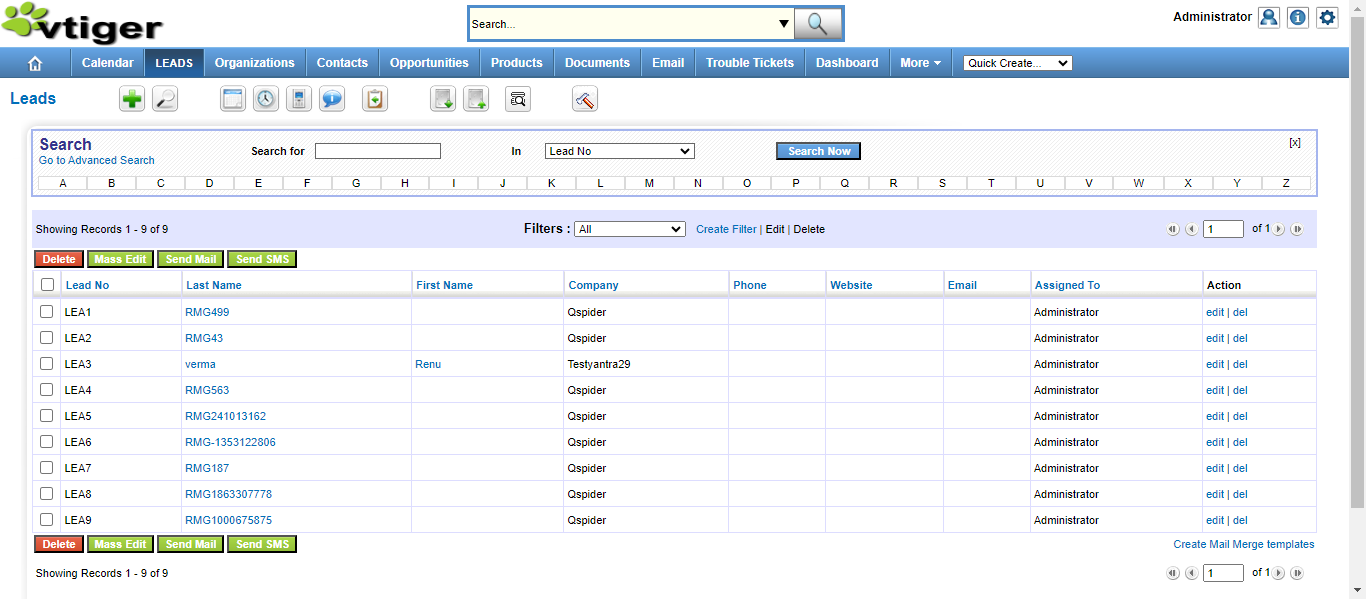 vtiger
Search...
Administrator
Calendar LEADS Organizations Contacts Opportunities Products Documents Email Trouble Tickets Dashboard More Quick Create...
Leads
Search
Go to Advanced Search
Search for In Lead No Search Now [x]
A B C D E F G H I J K L M N O P Q R S T U V W X Y Z
Showing Records 1 - 9 of 9 Filters : All Create Filter | Edit | Delete 1 of 1
Delete Mass Edit Send Mail Send SMS
Lead No Last Name First Name Company Phone Website Email Assigned To Action
LEA1 RMG499 Qspider Administrator edit | del
LEA2 RMG43 Qspider Administrator edit | del
LEA3 verma Renu Testyantra29 Administrator edit | del
LEA4 RMG563 Qspider Administrator edit | del
LEA5 RMG241013162 Qspider Administrator edit | del
LEA6 RMG-1353122806 Qspider Administrator edit | del
LEA7 RMG187 Qspider Administrator edit | del
LEA8 RMG1863307778 Qspider Administrator edit | del
LEA9 RMG1000675875 Qspider Administrator edit | del
Delete Mass Edit Send Mail Send SMS Create Mail Merge templates
Showing Records 1 - 9 of 9 1 of 1